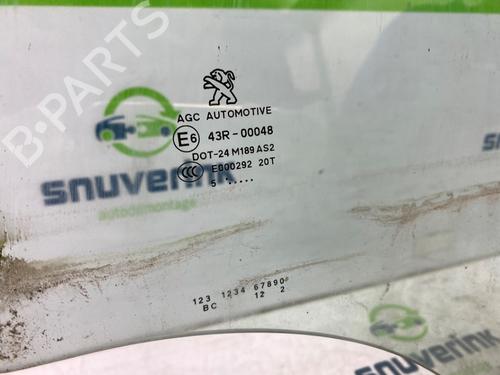 B-PARTS
AGC AUTOMOTIVE
E6 43R-00048
DOT-24 M189 AS2
CCC E000292 20T
5 '.....
snuverink
autodemontage
123 1234 67890
BC 12 2
snuverink